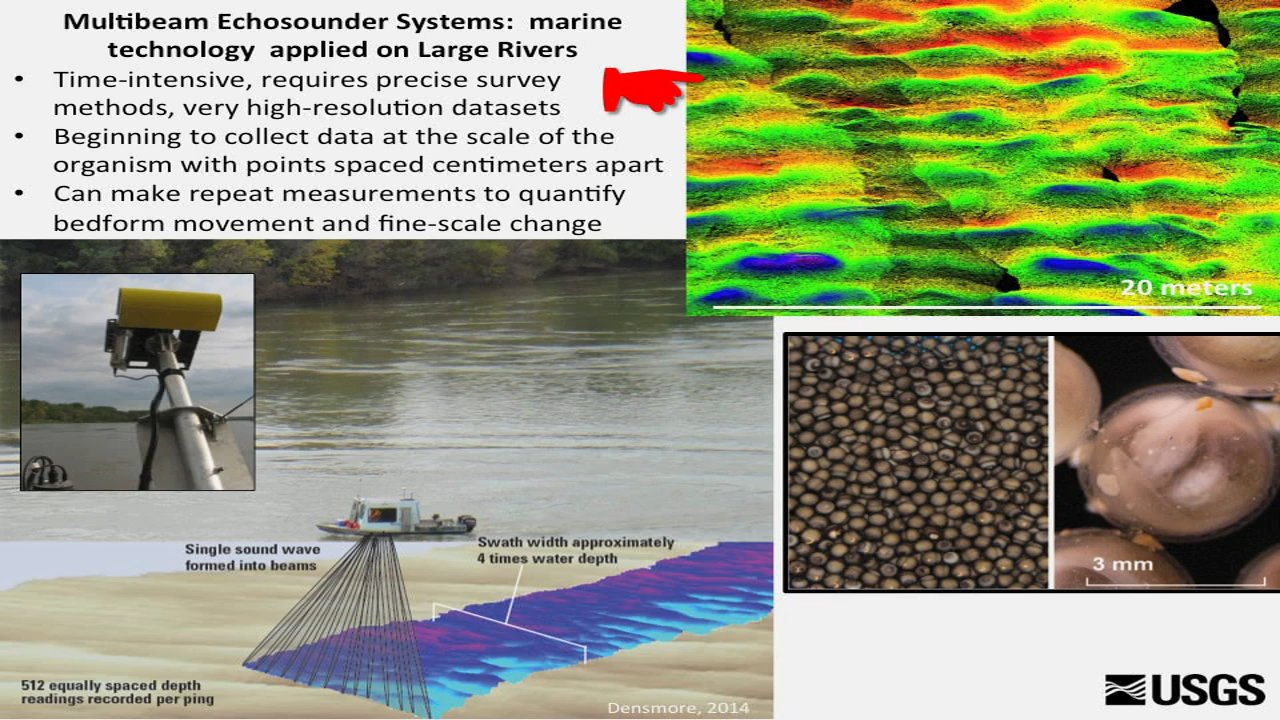 Multibeam Echosounder Systems:  marine
technology  applied on Large Rivers
• Time-intensive, requires precise survey
methods, very high-resolution datasets
• Beginning to collect data at the scale of the
organism with points spaced centimeters apart
• Can make repeat measurements to quantify
bedform movement and fine-scale change
20 meters
Single sound wave
formed into beams
Swath width approximately
4 times water depth
512 equally spaced depth
readings recorded per ping
Densmore, 2014
3 mm
USGS